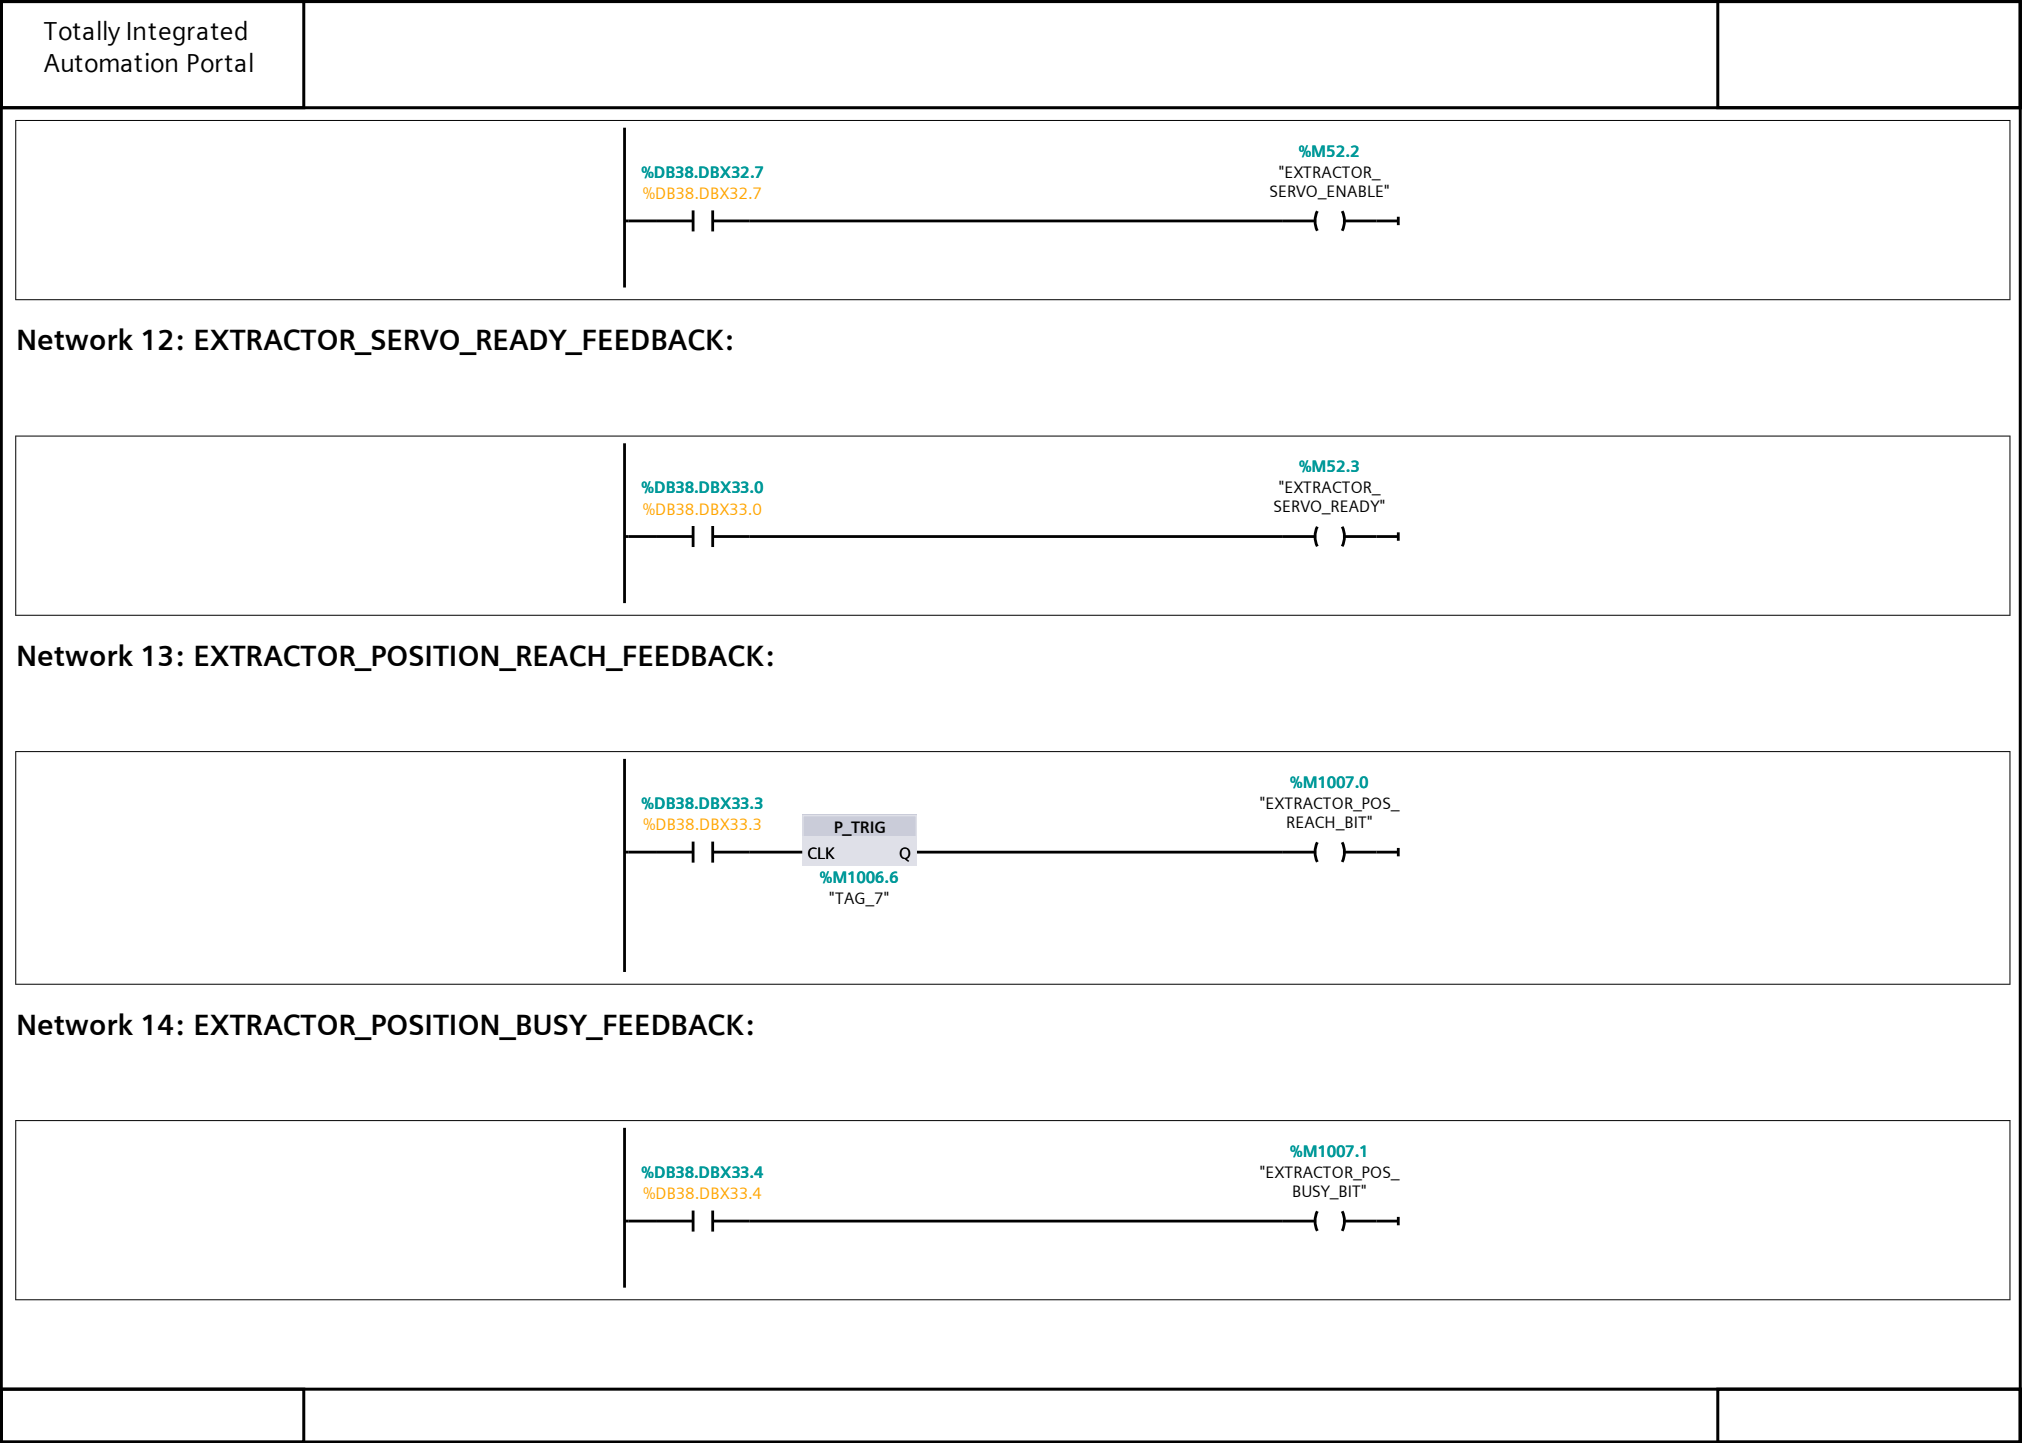 Totally Integrated
Automation Portal
%DB38.DBX32.7
%DB38.DBX32.7
%M52.2
"EXTRACTOR_
SERVO_ENABLE"
Network 12: EXTRACTOR_SERVO_READY_FEEDBACK:
%DB38.DBX33.0
%DB38.DBX33.0
%M52.3
"EXTRACTOR_
SERVO_READY"
Network 13: EXTRACTOR_POSITION_REACH_FEEDBACK:
%DB38.DBX33.3
%DB38.DBX33.3
P_TRIG
CLK Q
%M1006.6
"TAG_7"
%M1007.0
"EXTRACTOR_POS_
REACH_BIT"
Network 14: EXTRACTOR_POSITION_BUSY_FEEDBACK:
%DB38.DBX33.4
%DB38.DBX33.4
%M1007.1
"EXTRACTOR_POS_
BUSY_BIT"